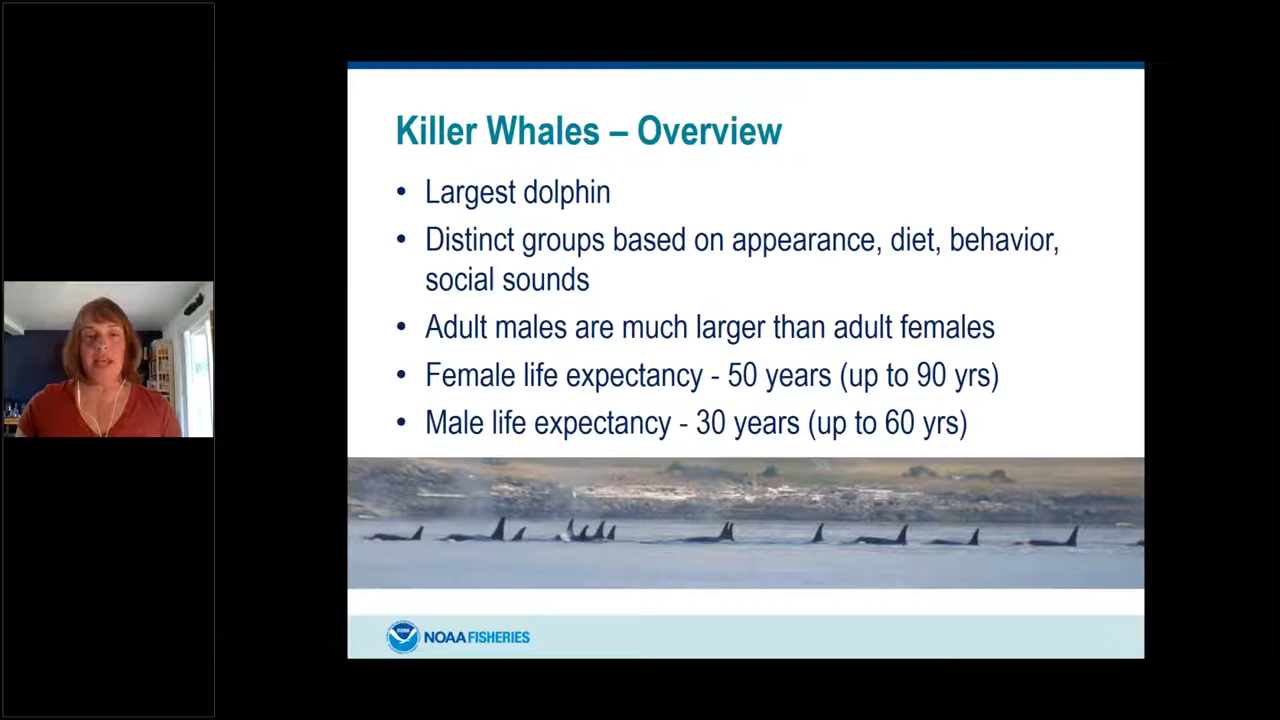 Killer Whales – Overview
• Largest dolphin
• Distinct groups based on appearance, diet, behavior,
social sounds
• Adult males are much larger than adult females
• Female life expectancy - 50 years (up to 90 yrs)
• Male life expectancy - 30 years (up to 60 yrs)
NOAA
NOAA FISHERIES